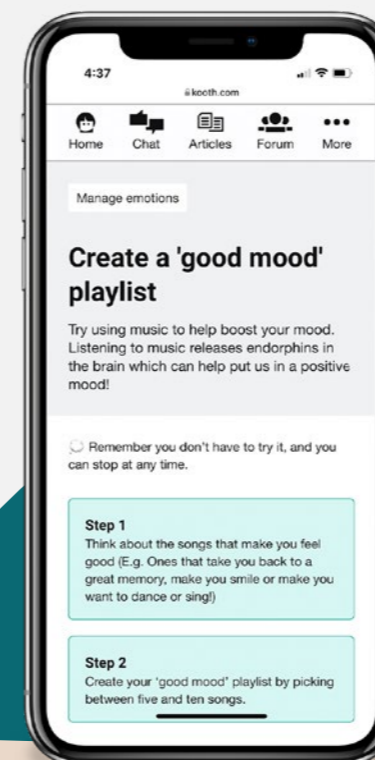 4:37
kooth.com
Home Chat Articles Forum More
Manage emotions
Create a 'good mood'
playlist
Try using music to help boost your mood.
Listening to music releases endorphins in
the brain which can help put us in a positive
mood!
Remember you don't have to try it, and you
can stop at any time.
Step 1
Think about the songs that make you feel
good (E.g. Ones that take you back to a
great memory, make you smile or make you
want to dance or sing!)
Step 2
Create your 'good mood' playlist by picking
between five and ten songs.